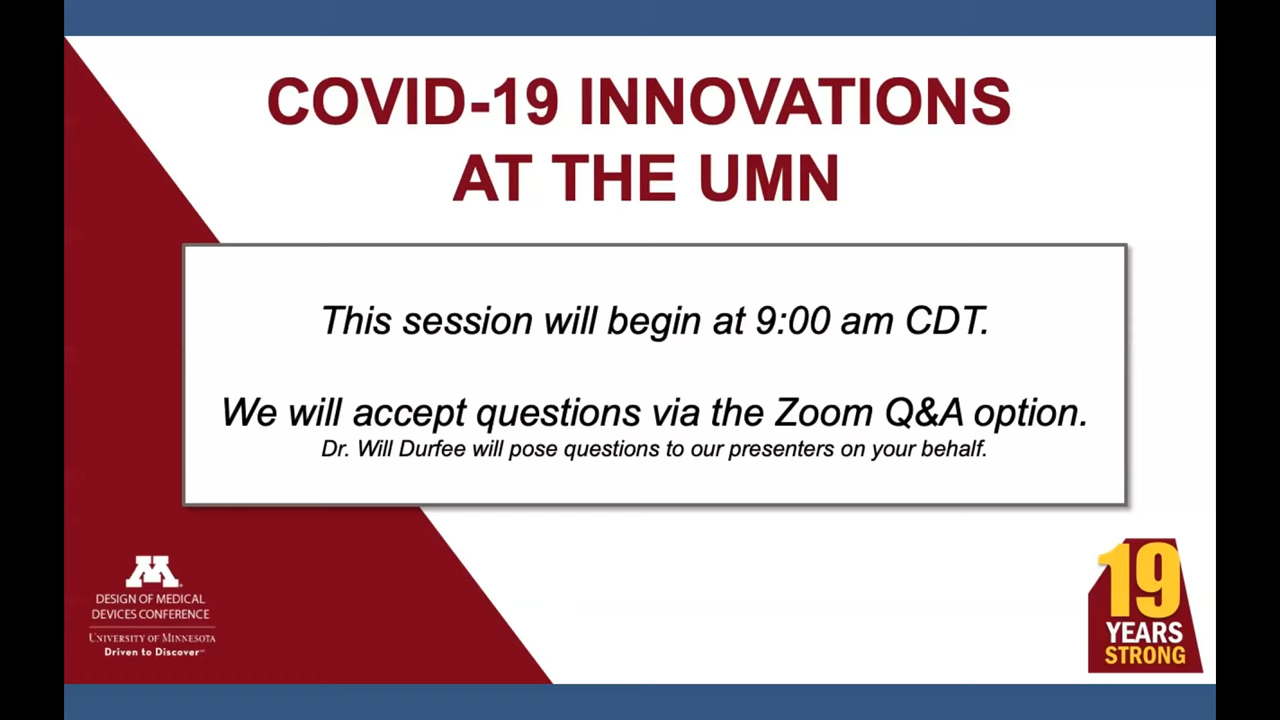 COVID-19 INNOVATIONS
AT THE UMN
This session will begin at 9:00 am CDT.
We will accept questions via the Zoom Q&A option.
Dr. Will Durfee will pose questions to our presenters on your behalf.
M
DESIGN OF MEDICAL
DEVICES CONFERENCE
UNIVERSITY OF MINNESOTA
Driven to Discover℠
19
YEARS
STRONG